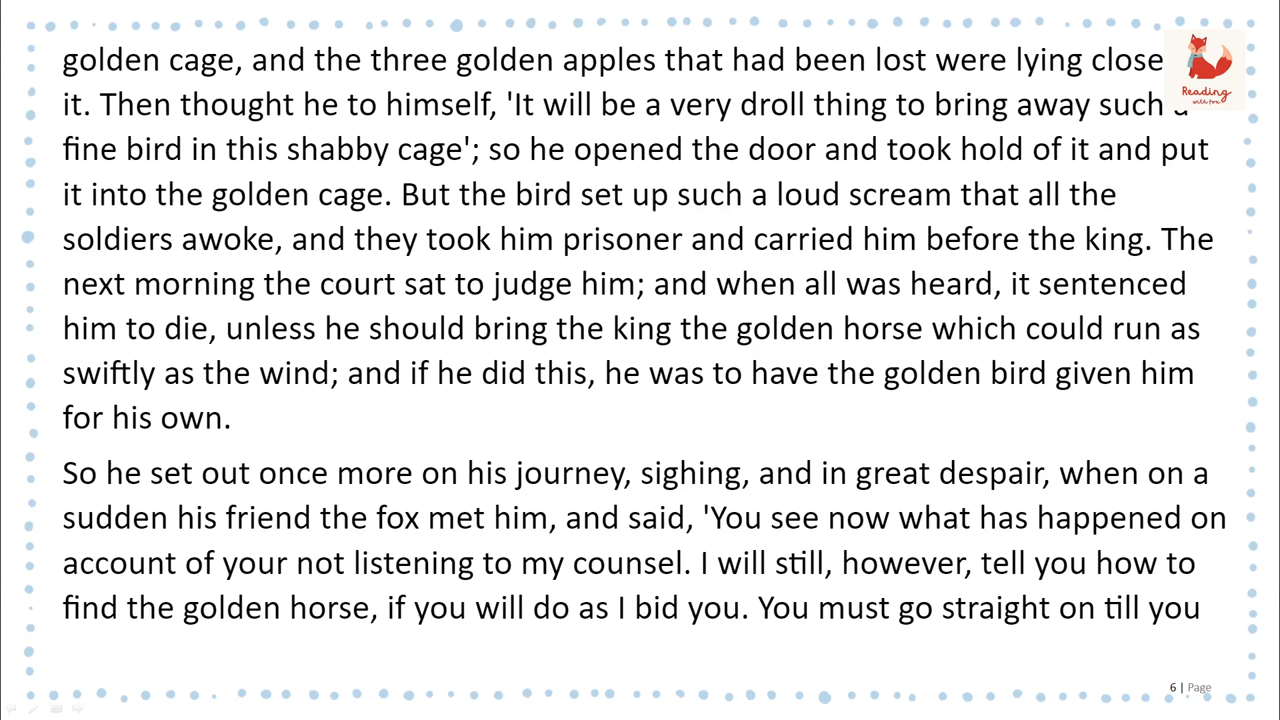 golden cage, and the three golden apples that had been lost were lying close
it. Then thought he to himself, 'It will be a very droll thing to bring away such a
fine bird in this shabby cage'; so he opened the door and took hold of it and put
it into the golden cage. But the bird set up such a loud scream that all the
soldiers awoke, and they took him prisoner and carried him before the king. The
next morning the court sat to judge him; and when all was heard, it sentenced
him to die, unless he should bring the king the golden horse which could run as
swiftly as the wind; and if he did this, he was to have the golden bird given him
for his own.
So he set out once more on his journey, sighing, and in great despair, when on a
sudden his friend the fox met him, and said, 'You see now what has happened on
account of your not listening to my counsel. I will still, however, tell you how to
find the golden horse, if you will do as I bid you. You must go straight on till you
Reading
with fox
6 | Page